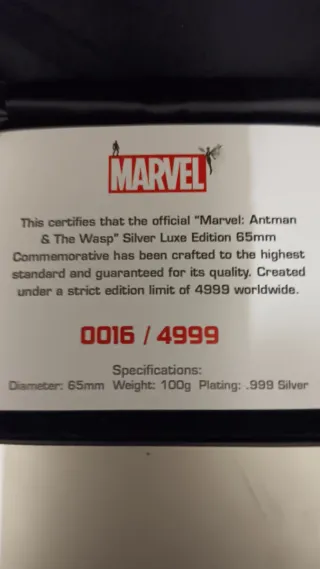 MARVEL
This certifies that the official "Marvel: Antman
& The Wasp" Silver Luxe Edition 65mm
Commemorative has been crafted to the highest
standard and guaranteed for its quality. Created
under a strict edition limit of 4999 worldwide.
0016 / 4999
Specifications:
Diameter: 65mm Weight: 100g Plating: .999 Silver